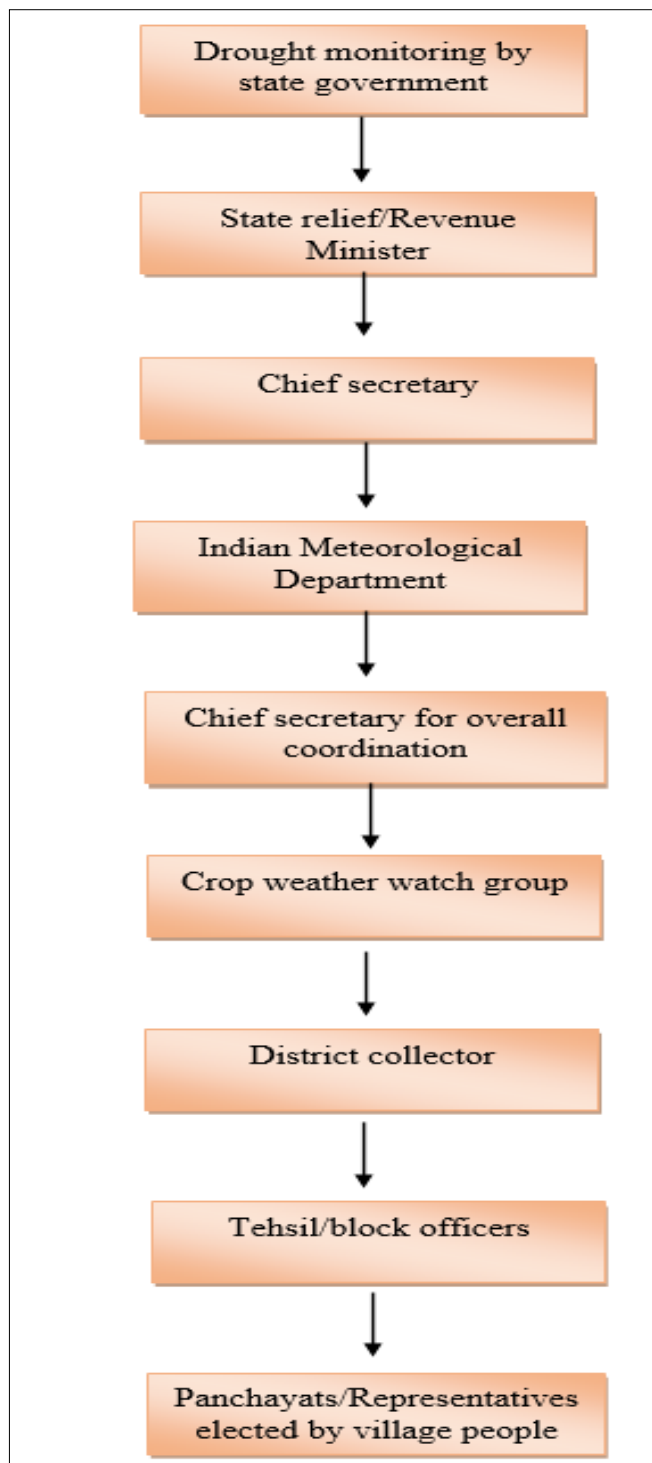 Drought monitoring by
state government
State relief/Revenue
Minister
Chief secretary
Indian Meteorological
Department
Chief secretary for overall
coordination
Crop weather watch group
District collector
Tehsil/block officers
Panchayats/Representatives
elected by village people